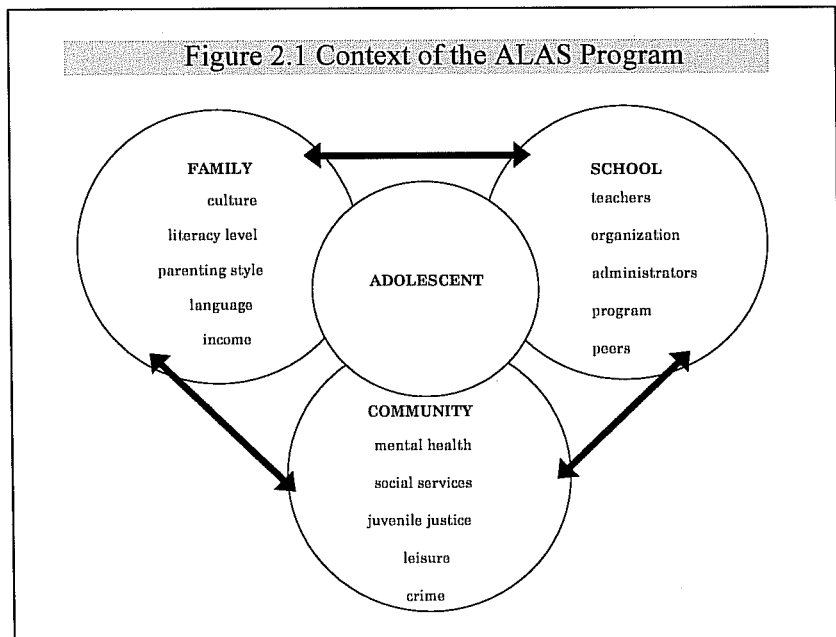 Figure 2.1 Context of the ALAS Program
FAMILY
culture
literacy level
parenting style
language
income
ADOLESCENT
SCHOOL
teachers
organization
administrators
program
peers
COMMUNITY
mental health
social services
juvenile justice
leisure
crime